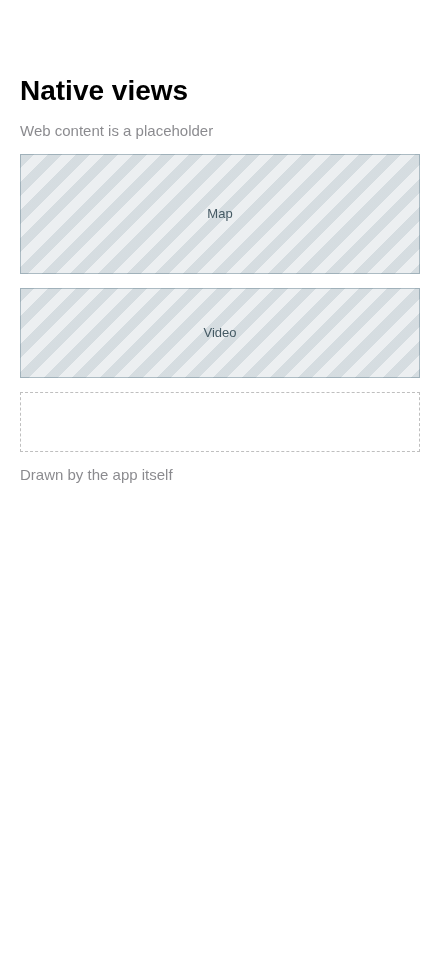 Native views
Web content is a placeholder
Map
Video
Drawn by the app itself